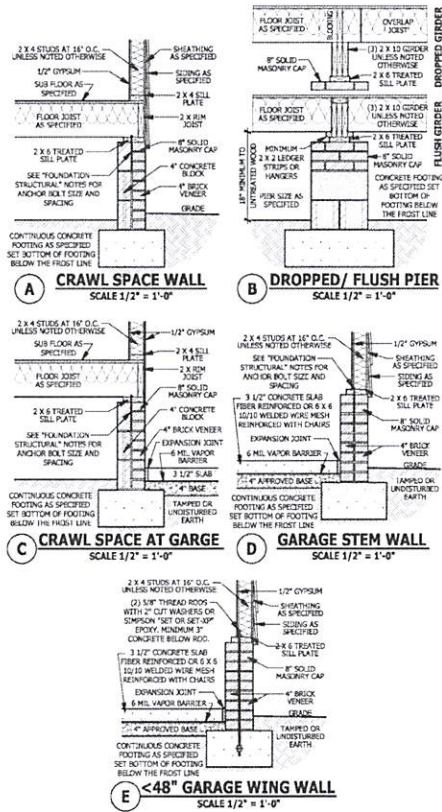 2 X 4 STUDS AT 16" O.C.
UNLESS NOTED OTHERWISE
1/2" GYPSUM
SUB FLOOR AS
SPECIFIED
FLOOR JOIST
AS SPECIFIED
2 X 6 TREATED
SILL PLATE
SEE "FOUNDATION
STRUCTURAL" NOTES FOR
ANCHOR BOLT SIZE AND
SPACING
CONTINUOUS CONCRETE
FOOTING AS SPECIFIED
SET BOTTOM OF FOOTING
BELOW THE FROST LINE
SHEATHING AS
SPECIFIED
SIDING AS
SPECIFIED
2 X 4 SILL
PLATE
2 X RIM
JOIST
8" SOLID
MASONRY CAP
4" CONCRETE
BLOCK
4" BRICK
VENEER
GRADE
A CRAWL SPACE WALL
SCALE 1/2" = 1'-0"
FLOOR JOIST
AS SPECIFIED
BLOCKING
OVERLAP
JOIST
8" SOLID
MASONRY CAP
(3) 2 X 10 GIRDER
UNLESS NOTED
OTHERWISE
2 X 6 TREATED
SILL PLATE
DROPPED GIRDER
FLOOR JOIST
AS SPECIFIED
(3) 2 X 10 GIRDER
UNLESS NOTED
OTHERWISE
2 X 6 TREATED
SILL PLATE
FLUSH GIRDER
18" MINIMUM TO
UNTREATED WOOD
MINIMUM
2 X 2 LEDGER
STRIPS OR
HANGERS
PIER SIZE AS
SPECIFIED
8" SOLID
MASONRY CAP
CONCRETE FOOTING
AS SPECIFIED SET
BOTTOM OF
FOOTING BELOW
THE FROST LINE
B DROPPED/ FLUSH PIER
SCALE 1/2" = 1'-0"
2 X 4 STUDS AT 16" O.C.
UNLESS NOTED OTHERWISE
SUB FLOOR AS
SPECIFIED
FLOOR JOIST
AS SPECIFIED
2 X 6 TREATED
SILL PLATE
SEE "FOUNDATION
STRUCTURAL" NOTES FOR
ANCHOR BOLT SIZE AND
SPACING
CONTINUOUS CONCRETE
FOOTING AS SPECIFIED
SET BOTTOM OF FOOTING
BELOW THE FROST LINE
1/2" GYPSUM
2 X 4 SILL
PLATE
2 X RIM
JOIST
8" SOLID
MASONRY CAP
4" CONCRETE
BLOCK
4" BRICK VENEER
EXPANSION JOINT
6 MIL VAPOR
BARRIER
3 1/2" SLAB
4" BASE
TAMPED OR
UNDISTURBED
EARTH
C CRAWL SPACE AT GARGE
SCALE 1/2" = 1'-0"
2 X 4 STUDS AT 16" O.C.
UNLESS NOTED OTHERWISE
SEE "FOUNDATION
STRUCTURAL" NOTES FOR
ANCHOR BOLT SIZE AND
SPACING
3 1/2" CONCRETE SLAB
FIBER REINFORCED OR 6 X 6
10/10 WELDED WIRE MESH
REINFORCED WITH CHAIRS
EXPANSION JOINT
6 MIL VAPOR BARRIER
4" APPROVED BASE
CONTINUOUS CONCRETE
FOOTING AS SPECIFIED
SET BOTTOM OF FOOTING
BELOW THE FROST LINE
1/2" GYPSUM
SHEATHING
AS SPECIFIED
SIDING AS
SPECIFIED
2 X 6 TREATED
SILL PLATE
8" SOLID
MASONRY CAP
4" BRICK
VENEER
GRADE
TAMPED OR
UNDISTURBED
EARTH
D GARAGE STEM WALL
SCALE 1/2" = 1'-0"
2 X 4 STUDS AT 16" O.C.
UNLESS NOTED OTHERWISE
(2) 5/8" THREAD RODS
WITH 2" CUT WASHERS OR
SIMPSON "SET OR SET-XP"
EPOXY. MINIMUM 3"
CONCRETE BELOW ROD.
3 1/2" CONCRETE SLAB
FIBER REINFORCED OR 6 X 6
10/10 WELDED WIRE MESH
REINFORCED WITH CHAIRS
EXPANSION JOINT
6 MIL VAPOR BARRIER
4" APPROVED BASE
CONTINUOUS CONCRETE
FOOTING AS SPECIFIED
SET BOTTOM OF FOOTING
BELOW THE FROST LINE
1/2" GYPSUM
SHEATHING
AS SPECIFIED
SIDING AS
SPECIFIED
2 X 6 TREATED
SILL PLATE
8" SOLID
MASONRY CAP
4" BRICK
VENEER
GRADE
TAMPED OR
UNDISTURBED
EARTH
E <48" GARAGE WING WALL
SCALE 1/2" = 1'-0"